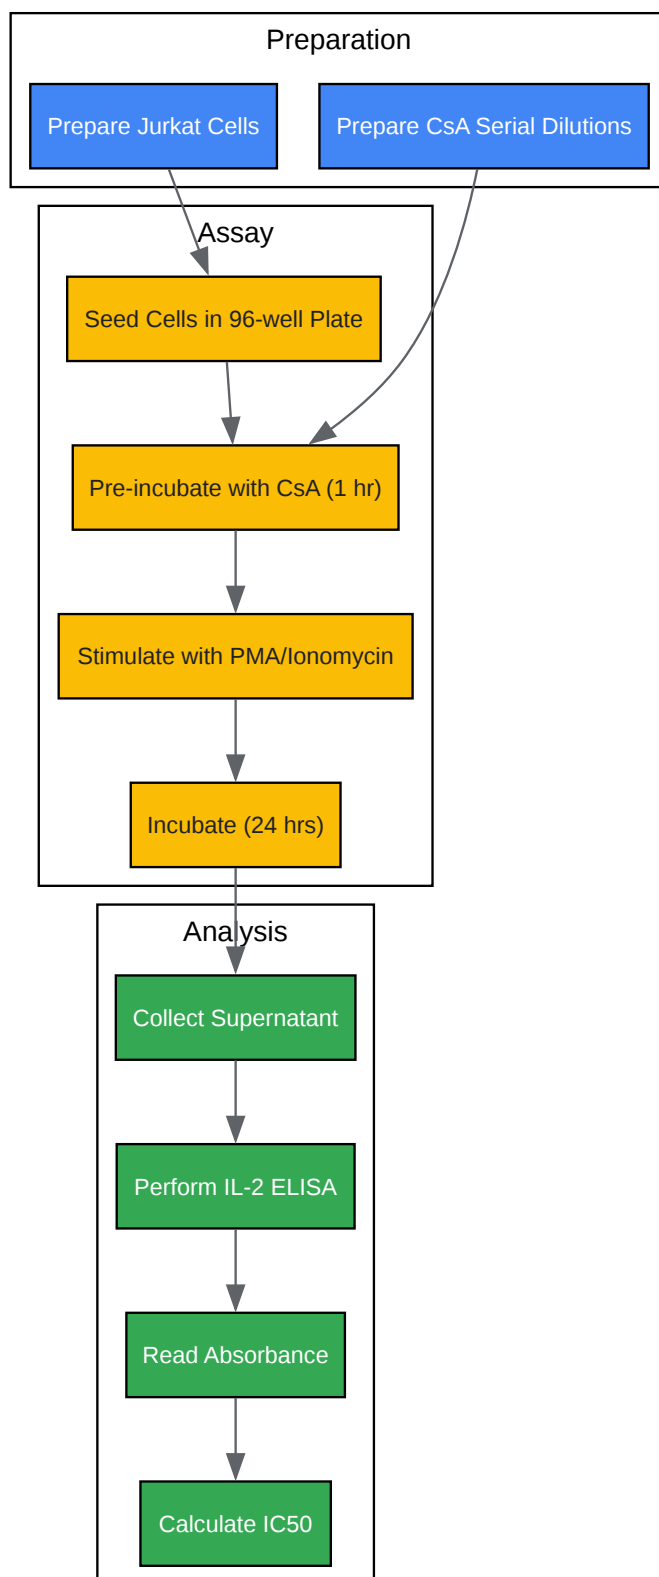 Preparation
Prepare Jurkat Cells
Prepare CsA Serial Dilutions
Assay
Seed Cells in 96-well Plate
Pre-incubate with CsA (1 hr)
Stimulate with PMA/Ionomycin
Incubate (24 hrs)
Analysis
Collect Supernatant
Perform IL-2 ELISA
Read Absorbance
Calculate IC50